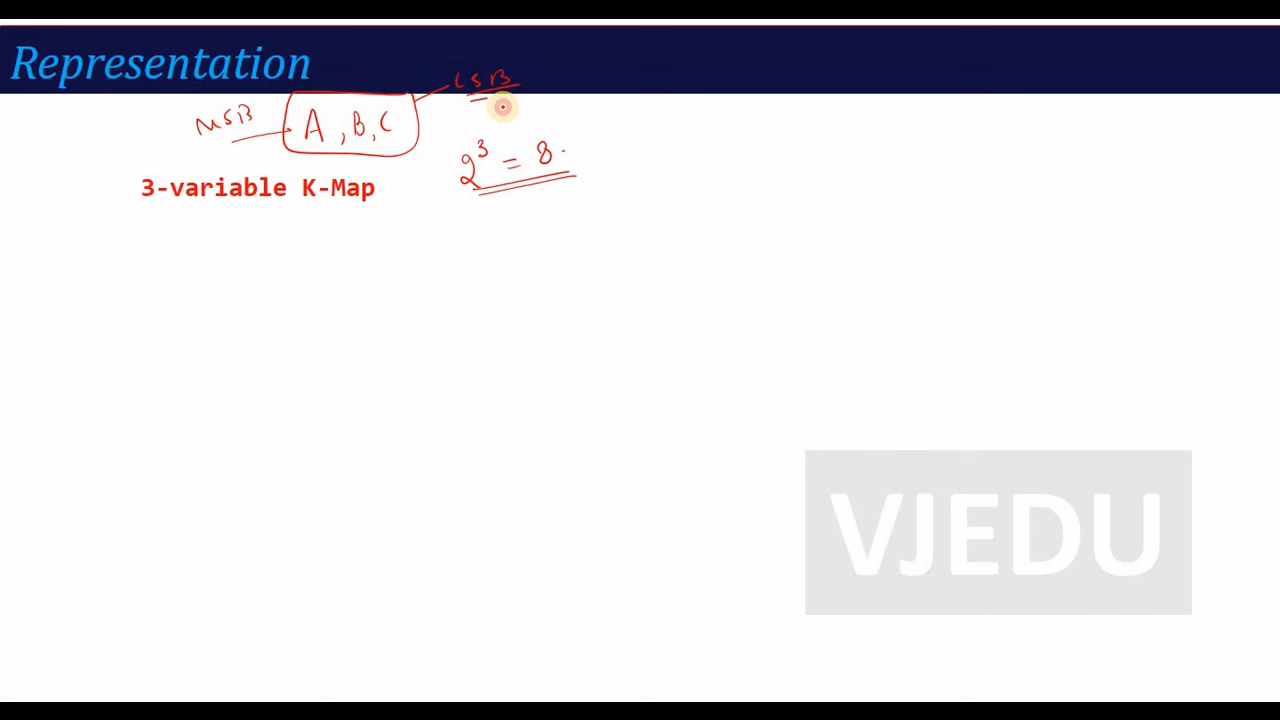 Representation
LSB
MSB
A, B, C
2³ = 8.
3-variable K-Map
VJEDU